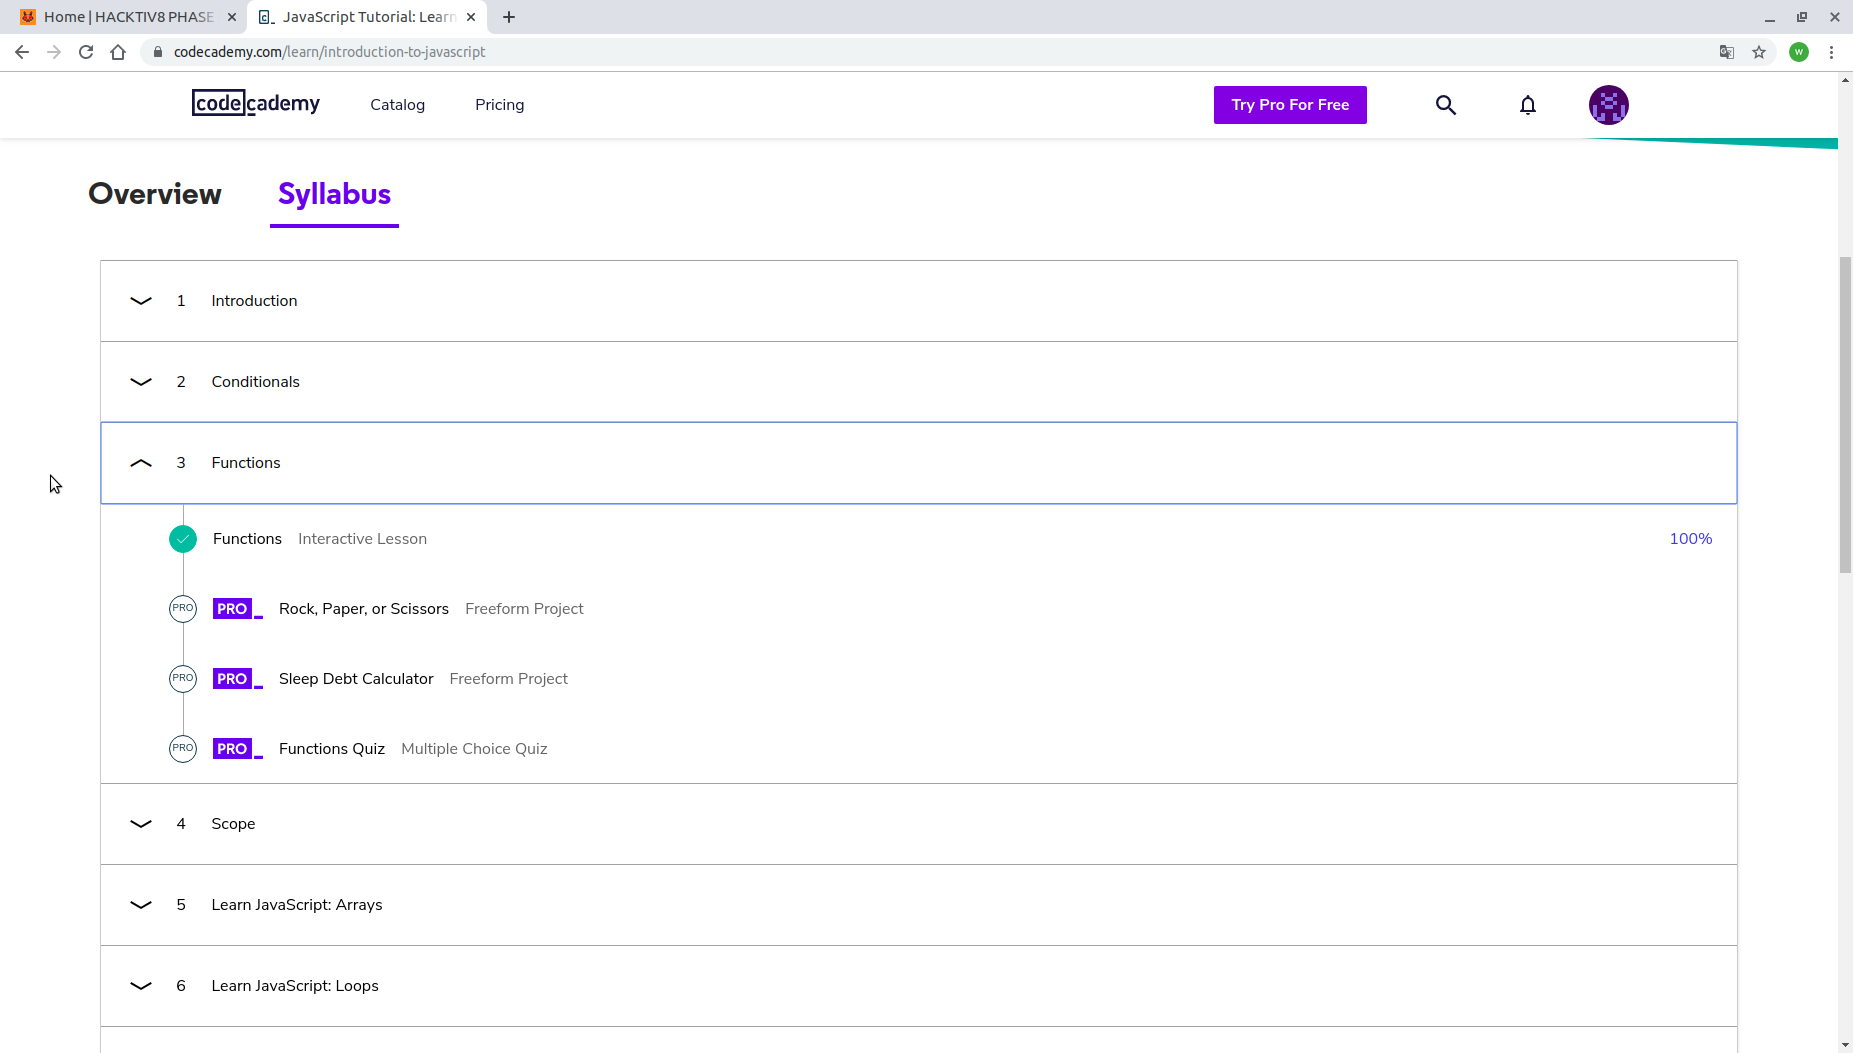 Home | HACKTIV8 PHASE
JavaScript Tutorial: Learn
codecademy.com/learn/introduction-to-javascript
W
codecademy
Catalog
Pricing
Try Pro For Free
Overview
Syllabus
1 Introduction
2 Conditionals
3 Functions
Functions Interactive Lesson 100%
PRO PRO_ Rock, Paper, or Scissors Freeform Project
PRO PRO_ Sleep Debt Calculator Freeform Project
PRO PRO_ Functions Quiz Multiple Choice Quiz
4 Scope
5 Learn JavaScript: Arrays
6 Learn JavaScript: Loops